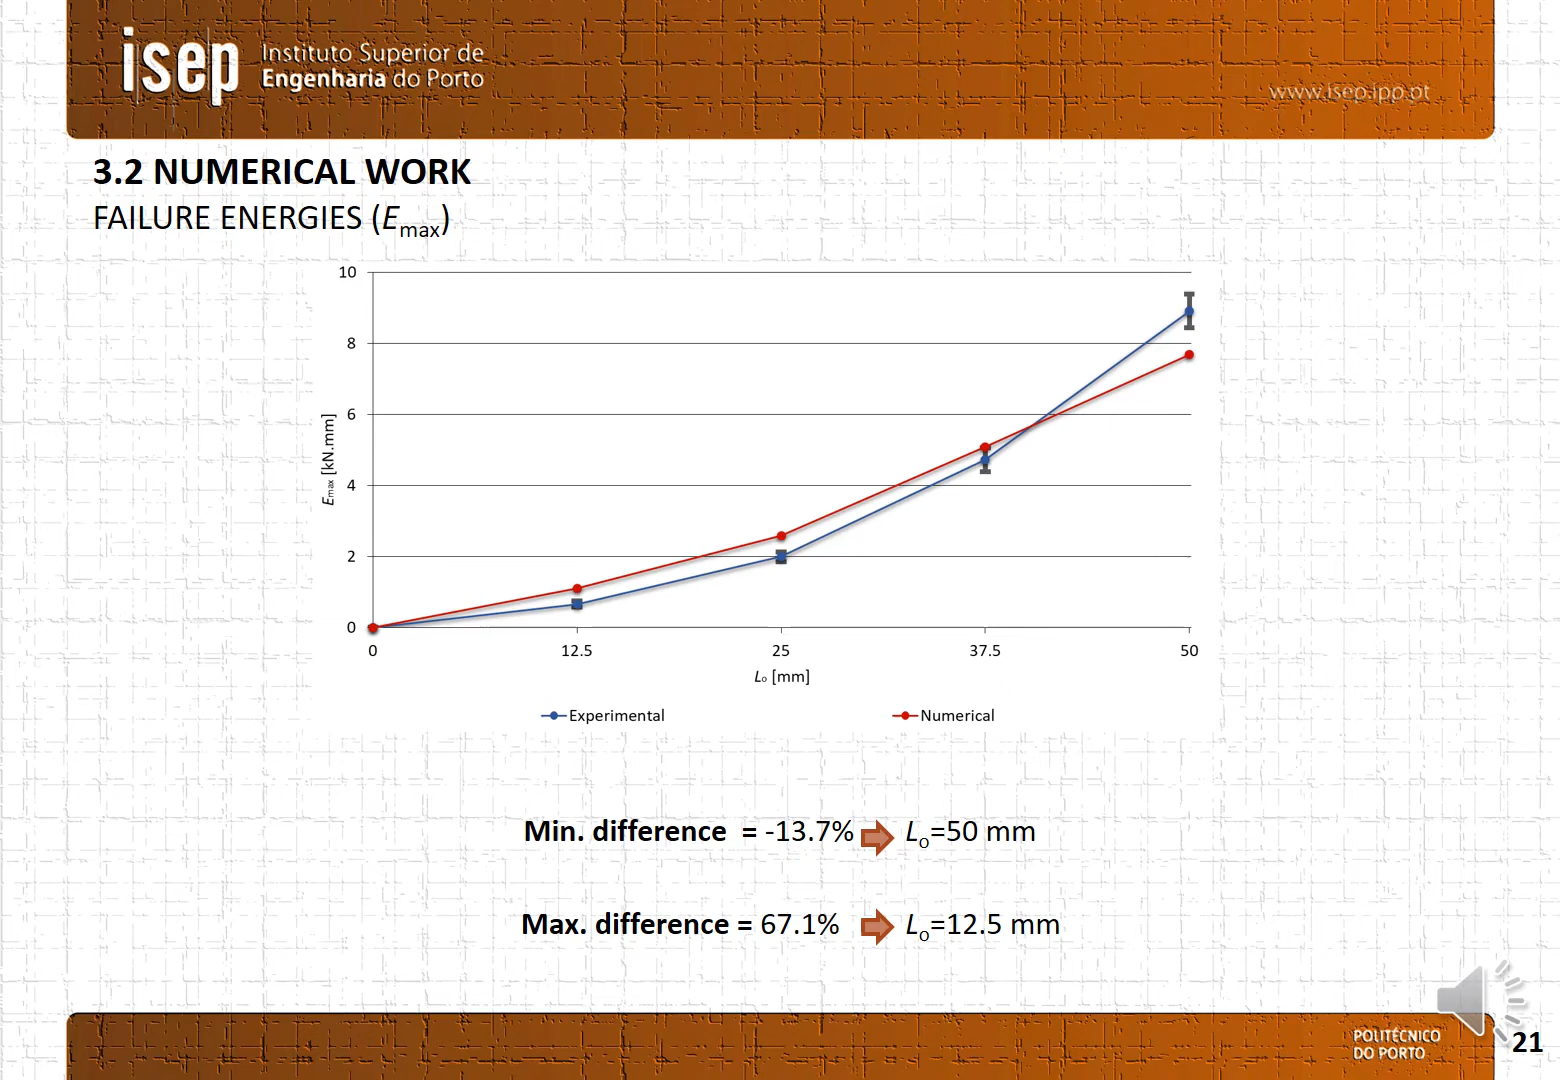 isep Instituto Superior de
Engenharia do Porto
www.isep.ipp.pt
3.2 NUMERICAL WORK
FAILURE ENERGIES (Emax)
10
8
6
4
2
0
Emax [kN.mm]
0 12.5 25 37.5 50
Lo [mm]
Experimental Numerical
Min. difference = -13.7% Lo=50 mm
Max. difference = 67.1% Lo=12.5 mm
POLITÉCNICO
DO PORTO
21